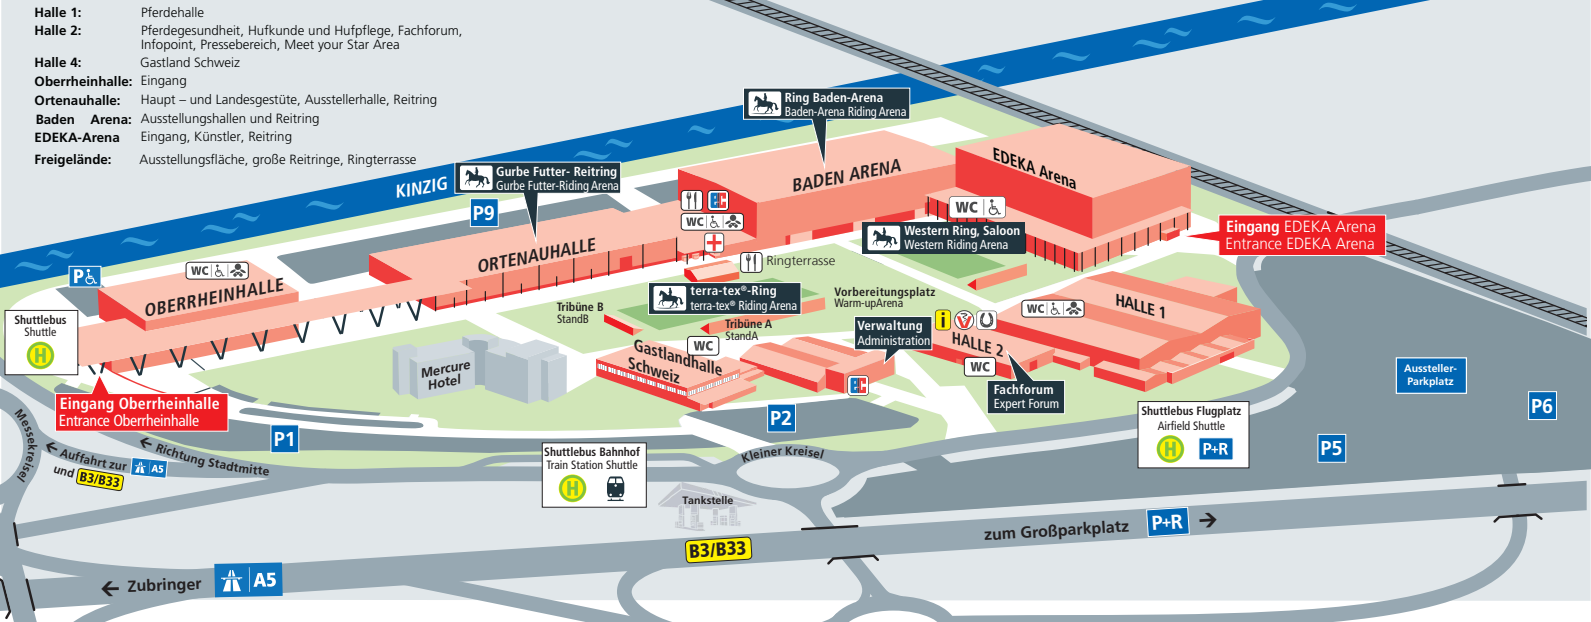 Halle 1: Pferdehalle
Halle 2: Pferdegesundheit, Hufkunde und Hufpflege, Fachforum,
Infopoint, Pressebereich, Meet your Star Area
Halle 4: Gastland Schweiz
Oberrheinhalle: Eingang
Ortenauhalle: Haupt – und Landesgestüte, Ausstellerhalle, Reitring
Baden Arena: Ausstellungshallen und Reitring
EDEKA-Arena Eingang, Künstler, Reitring
Freigelände: Ausstellungsfläche, große Reitringe, Ringterrasse
Ring Baden-Arena
Baden-Arena Riding Arena
KINZIG
Gurbe Futter- Reitring
Gurbe Futter-Riding Arena
P9
BADEN ARENA
EDEKA Arena
EC
WC
WC
Western Ring, Saloon
Western Riding Arena
Eingang EDEKA Arena
Entrance EDEKA Arena
ORTENAUHALLE
Ringterrasse
P
WC
OBERRHEINHALLE
terra-tex®-Ring
terra-tex® Riding Arena
Vorbereitungsplatz
Warm-upArena
WC
HALLE 1
Tribüne B
StandB
Tribüne A
StandA
Shuttlebus
Shuttle
H
Verwaltung
Administration
i
HALLE 2
WC
WC
Gastlandhalle
Schweiz
Mercure
Hotel
EC
Fachforum
Expert Forum
Aussteller-
Parkplatz
P6
Eingang Oberrheinhalle
Entrance Oberrheinhalle
P2
P1
Shuttlebus Flugplatz
Airfield Shuttle
H
P+R
P5
Messekreisel
Richtung Stadtmitte
Auffahrt zur A5
und B3/B33
Shuttlebus Bahnhof
Train Station Shuttle
H
Kleiner Kreisel
Tankstelle
B3/B33
zum Großparkplatz P+R
Zubringer A5